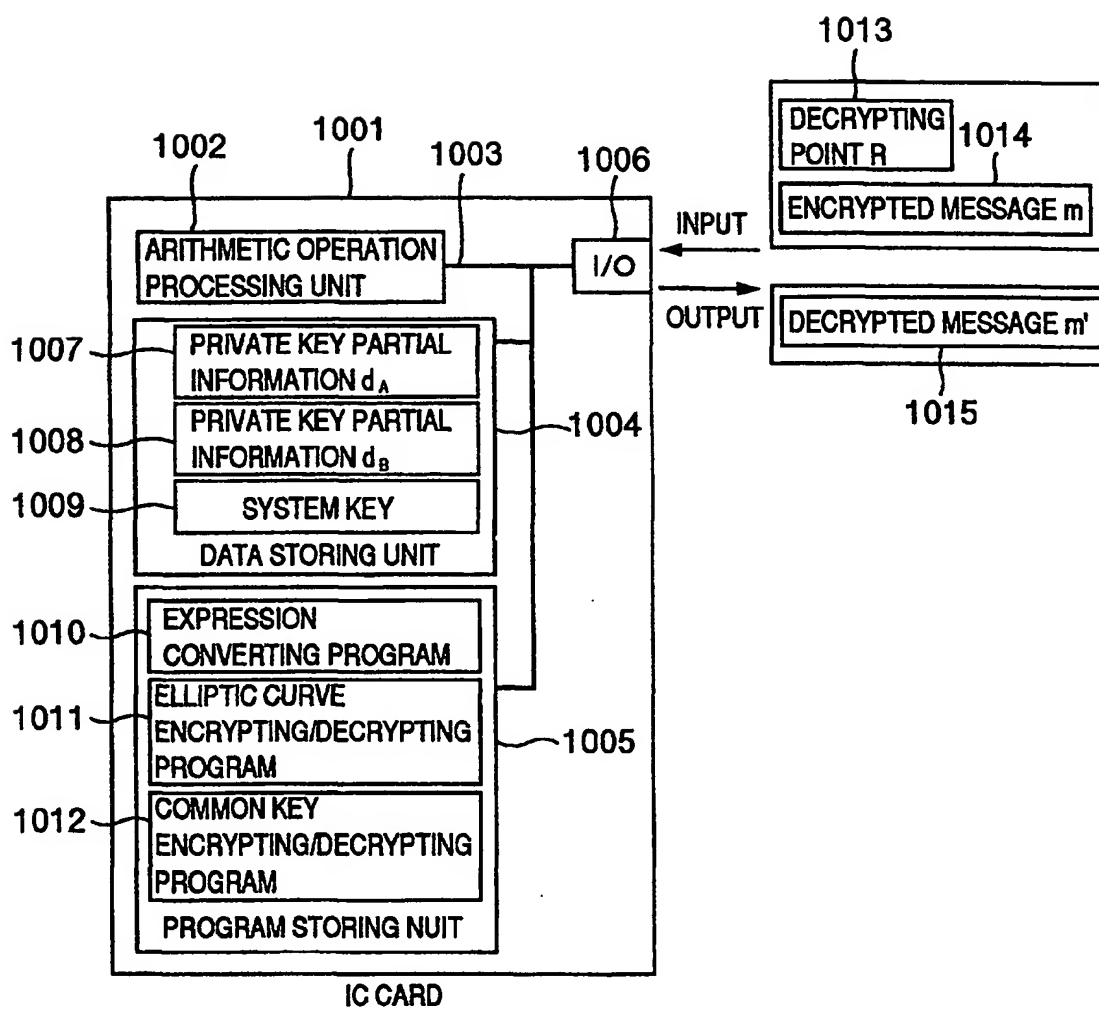 1013
DECRYPTING
POINT R
1014
ENCRYPTED MESSAGE m
1001
1002
1003
1006
INPUT
ARITHMETIC OPERATION
PROCESSING UNIT
I/O
OUTPUT
DECRYPTED MESSAGE m'
1015
1007
PRIVATE KEY PARTIAL
INFORMATION dA
1008
PRIVATE KEY PARTIAL
INFORMATION dB
1004
1009
SYSTEM KEY
DATA STORING UNIT
1010
EXPRESSION
CONVERTING PROGRAM
1011
ELLIPTIC CURVE
ENCRYPTING/DECRYPTING
PROGRAM
1005
1012
COMMON KEY
ENCRYPTING/DECRYPTING
PROGRAM
PROGRAM STORING NUIT
IC CARD